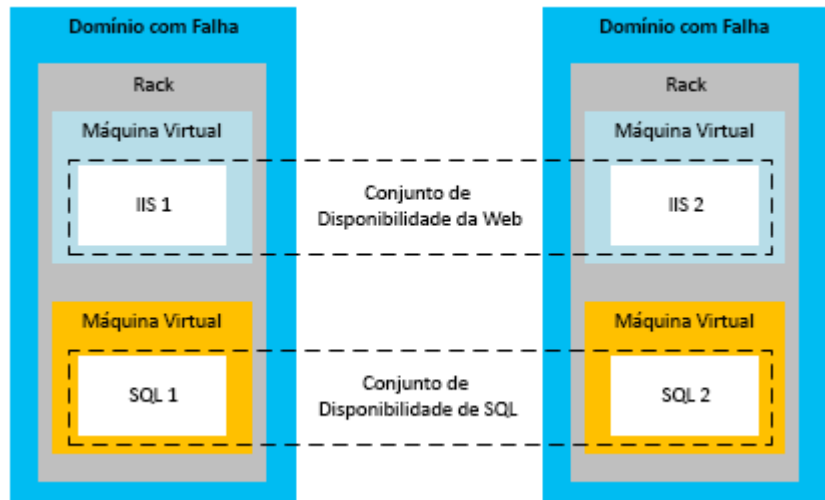 Domínio com Falha
Domínio com Falha
Rack
Rack
Máquina Virtual
Máquina Virtual
IIS 1
Conjunto de
Disponibilidade da Web
IIS 2
Máquina Virtual
Máquina Virtual
SQL 1
Conjunto de
Disponibilidade de SQL
SQL 2